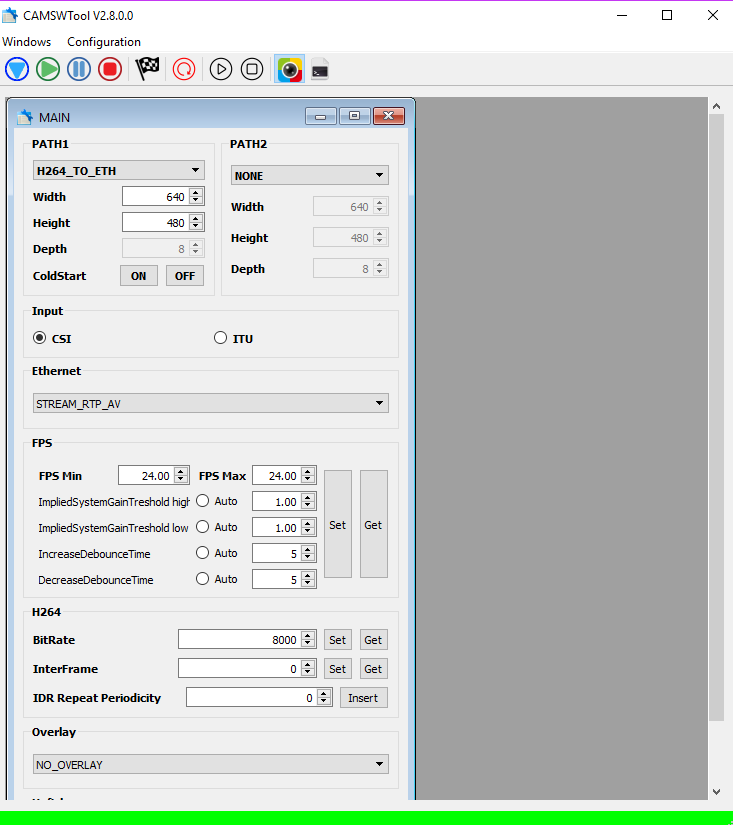 CAMSWTool V2.8.0.0
Windows Configuration
MAIN
PATH1
H264_TO_ETH
Width 640
Height 480
Depth 8
ColdStart ON OFF
PATH2
NONE
Width 640
Height 480
Depth 8
Input
CSI ITU
Ethernet
STREAM_RTP_AV
FPS
FPS Min 24.00 FPS Max 24.00
ImpliedSystemGainTreshold high Auto 1.00
ImpliedSystemGainTreshold low Auto 1.00
IncreaseDebounceTime Auto 5
DecreaseDebounceTime Auto 5
Set Get
H264
BitRate 8000 Set Get
InterFrame 0 Set Get
IDR Repeat Periodicity 0 Insert
Overlay
NO_OVERLAY